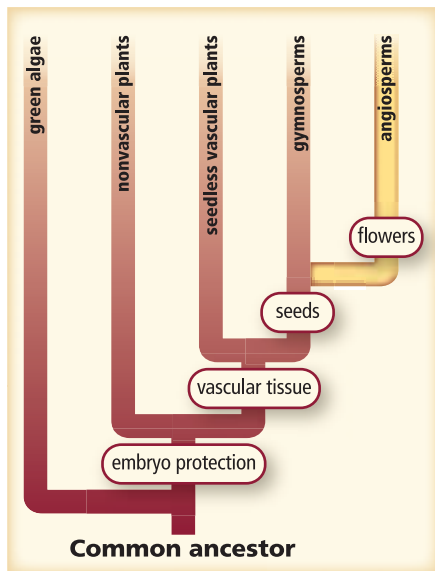 green algae
nonvascular plants
seedless vascular plants
gymnosperms
angiosperms
flowers
seeds
vascular tissue
embryo protection
Common ancestor